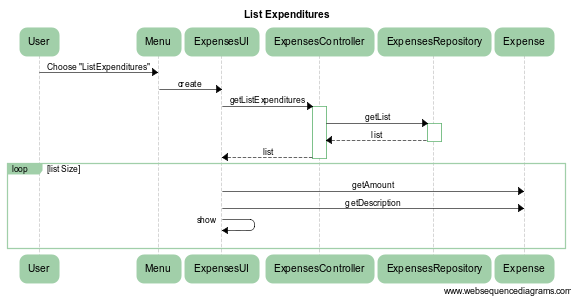 List Expenditures
User Menu ExpensesUI ExpensesController ExpensesRepository Expense
Choose "ListExpenditures"
create
getListExpenditures
getList
list
list
loop [list Size]
getAmount
getDescription
show
User Menu ExpensesUI ExpensesController ExpensesRepository Expense
www.websequencediagrams.com